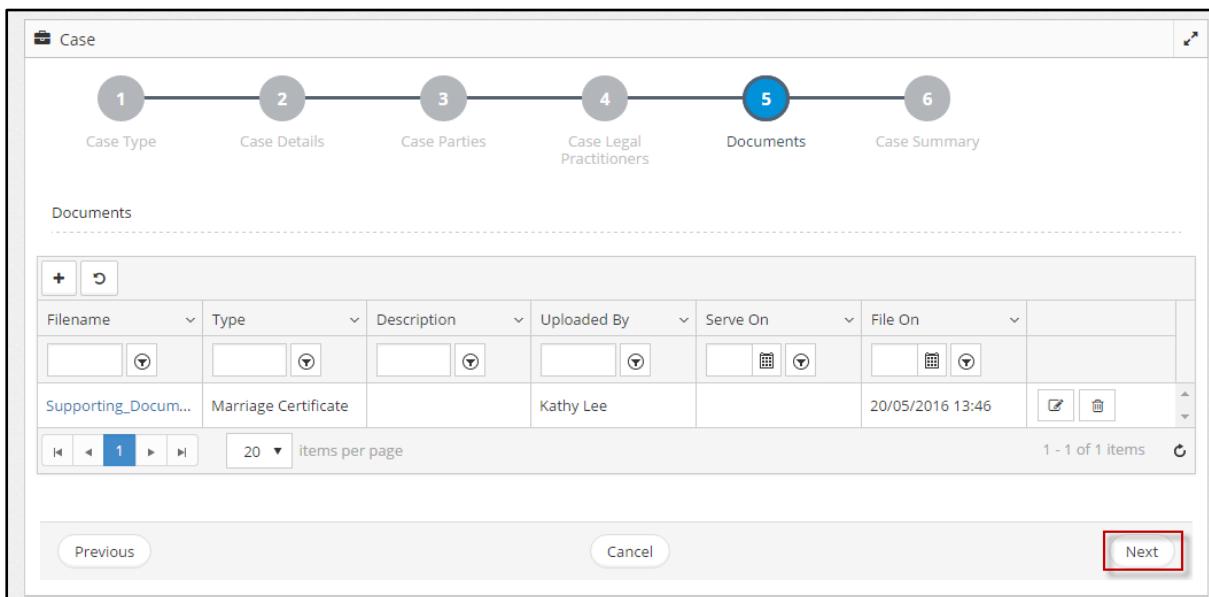 Case
1 2 3 4 5 6
Case Type Case Details Case Parties Case Legal Documents Case Summary
Practitioners
Documents
+
Filename Type Description Uploaded By Serve On File On
Supporting_Docum... Marriage Certificate Kathy Lee 20/05/2016 13:46
1 20 items per page 1 - 1 of 1 items
Previous Cancel Next